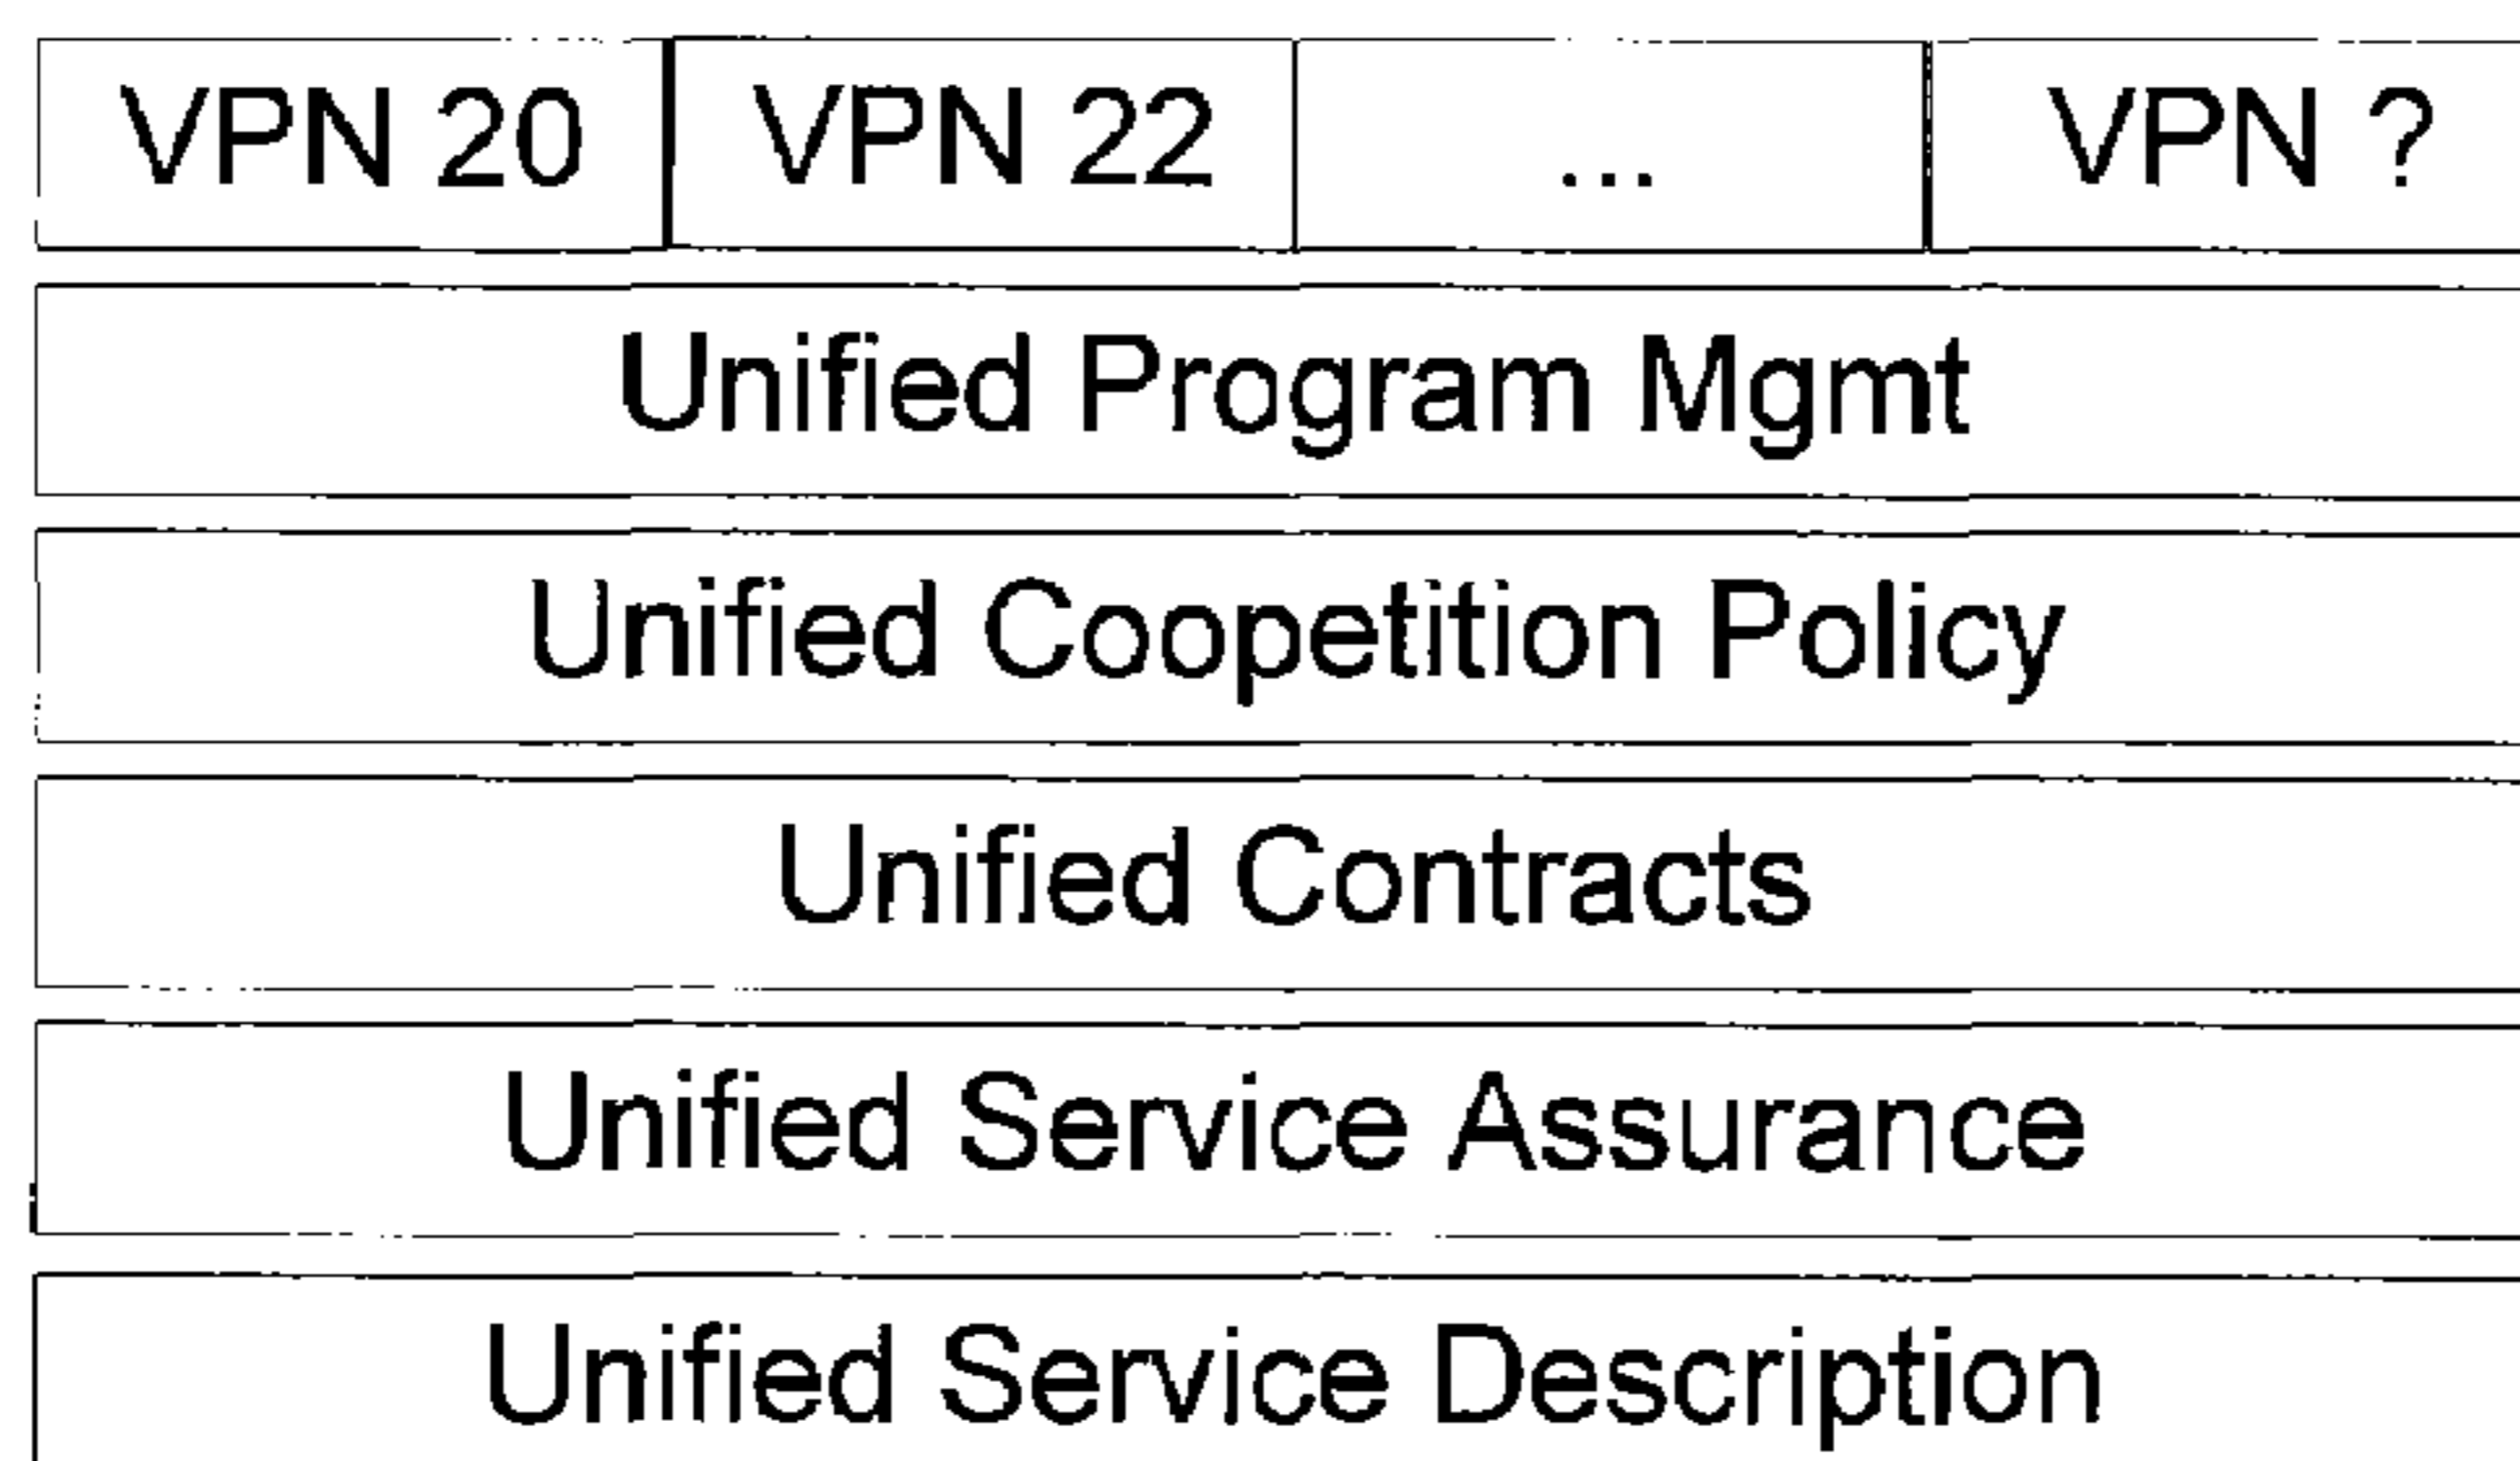 VPN 20 VPN 22 ... VPN ?
Unified Program Mgmt
Unified Coopetition Policy
Unified Contracts
Unified Service Assurance
Unified Service Description